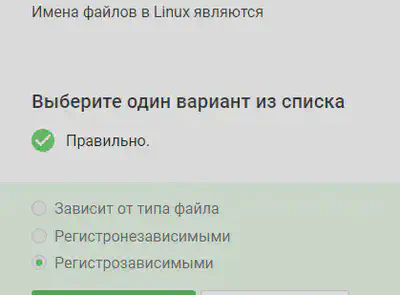 Имена файлов в Linux являются
Выберите один вариант из списка
Правильно.
Зависит от типа файла
Регистронезависимыми
Регистрозависимыми